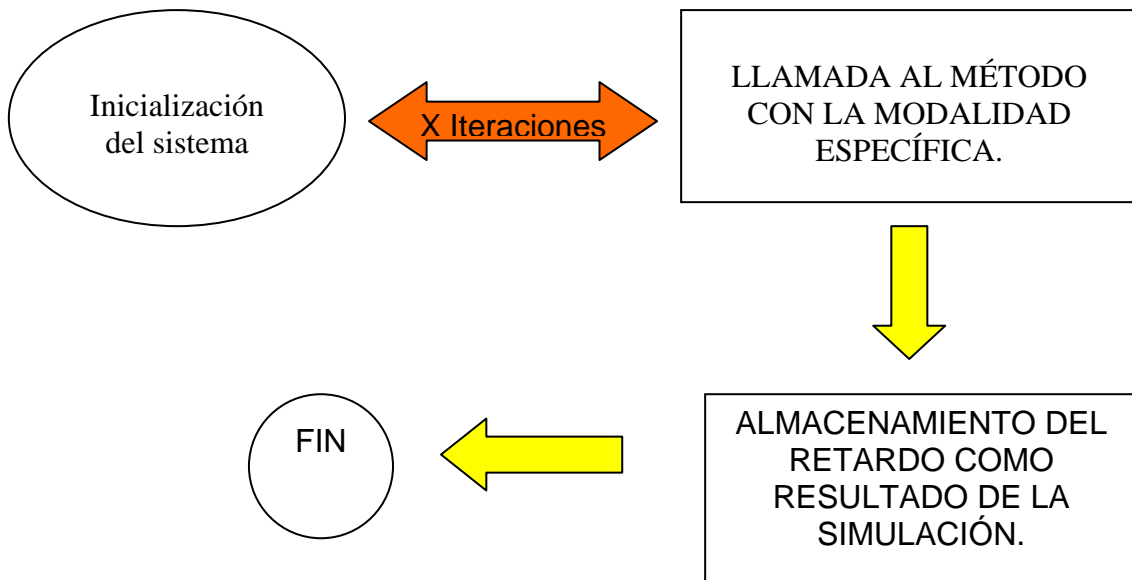 Inicialización
del sistema
X Iteraciones
LLAMADA AL MÉTODO
CON LA MODALIDAD
ESPECÍFICA.
ALMACENAMIENTO DEL
RETARDO COMO
RESULTADO DE LA
SIMULACIÓN.
FIN